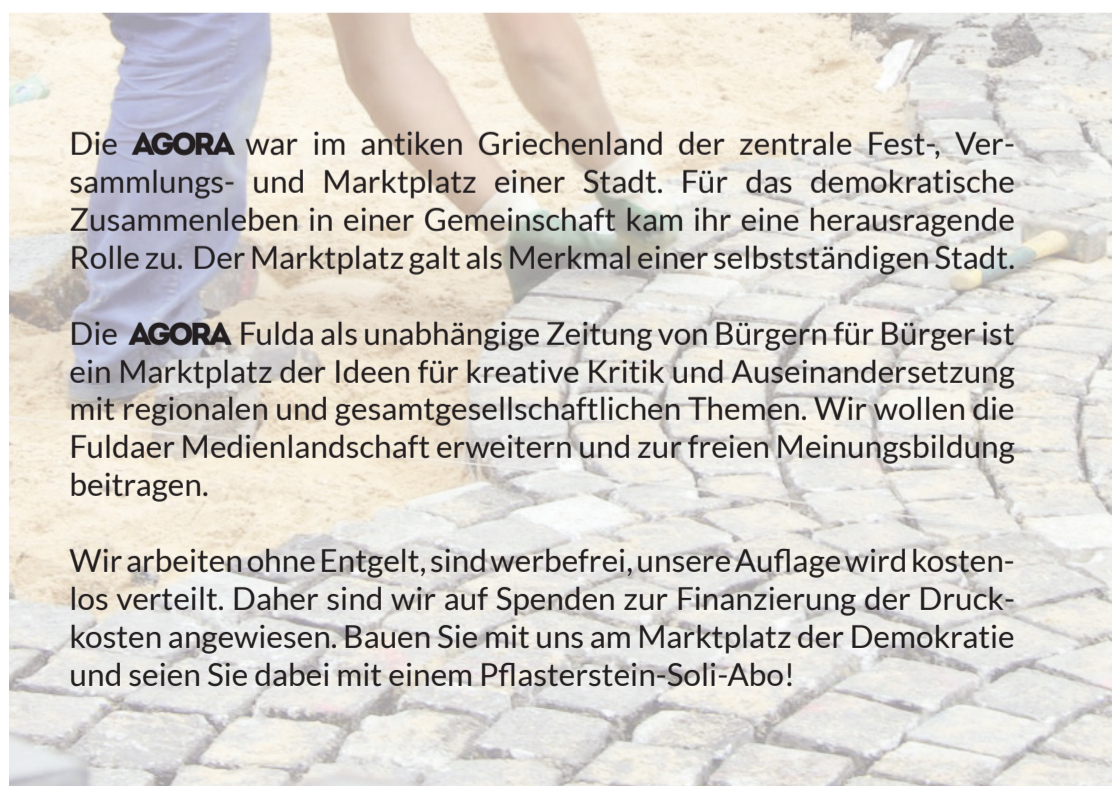 Die AGORA war im antiken Griechenland der zentrale Fest-, Ver-
sammlungs- und Marktplatz einer Stadt. Für das demokratische
Zusammenleben in einer Gemeinschaft kam ihr eine herausragende
Rolle zu. Der Marktplatz galt als Merkmal einer selbstständigen Stadt.
Die AGORA Fulda als unabhängige Zeitung von Bürgern für Bürger ist
ein Marktplatz der Ideen für kreative Kritik und Auseinandersetzung
mit regionalen und gesamtgesellschaftlichen Themen. Wir wollen die
Fuldaer Medienlandschaft erweitern und zur freien Meinungsbildung
beitragen.
Wir arbeiten ohne Entgelt, sind werbefrei, unsere Auflage wird kosten-
los verteilt. Daher sind wir auf Spenden zur Finanzierung der Druck-
kosten angewiesen. Bauen Sie mit uns am Marktplatz der Demokratie
und seien Sie dabei mit einem Pflasterstein-Soli-Abo!